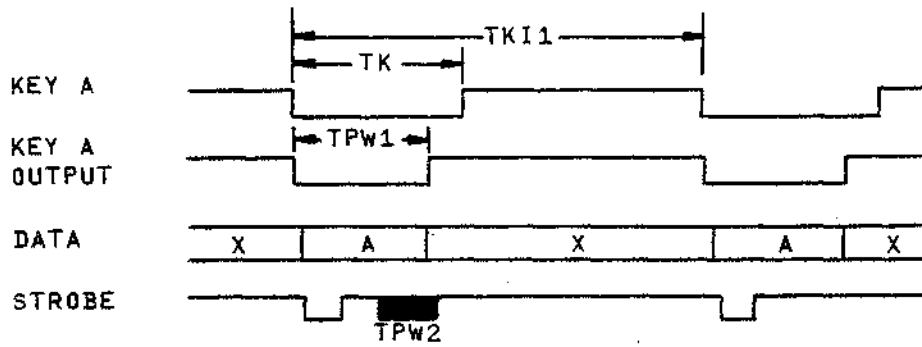 TKI1
TK
KEY A
TPW1
KEY A
OUTPUT
DATA X A X A X
STROBE
TPW2